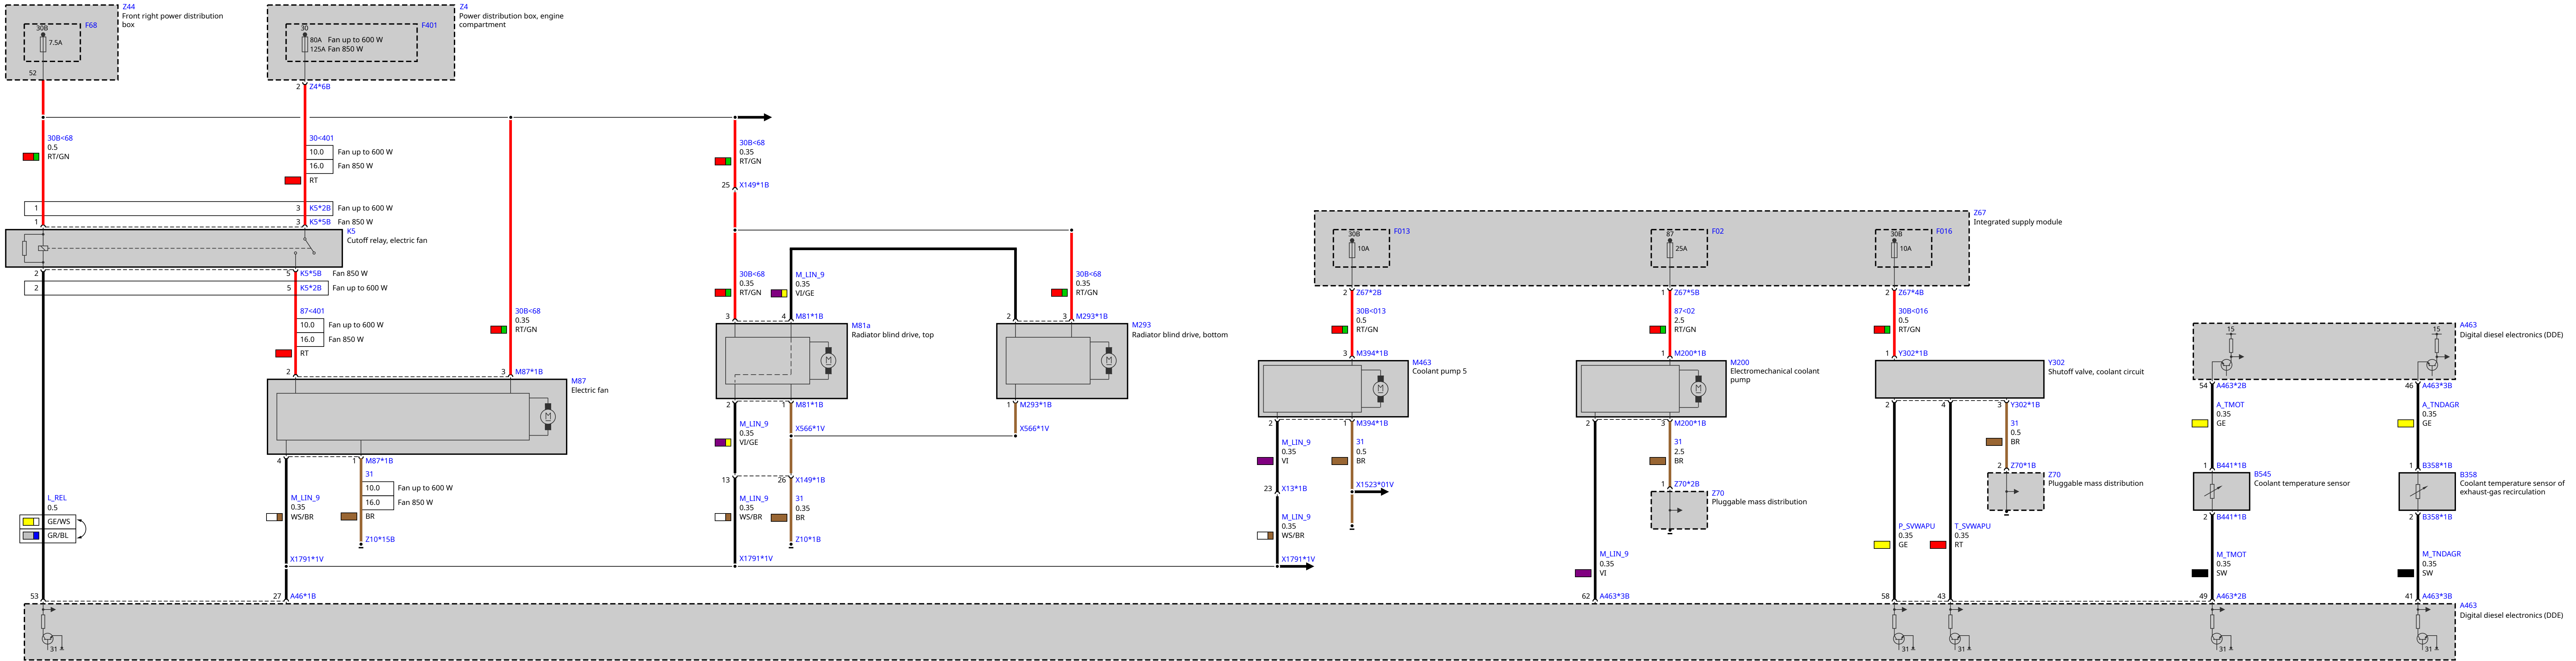 Z44
Front right power distribution
box
F68
30B
7.5A
52
Z4
Power distribution box, engine
compartment
F401
30
80A Fan up to 600 W
125A Fan 850 W
2 Z4*6B
30B<68
0.5
RT/GN
30<401
10.0 Fan up to 600 W
16.0 Fan 850 W
RT
30B<68
0.35
RT/GN
25 X149*1B
1 3 K5*2B Fan up to 600 W
1 3 K5*5B Fan 850 W
K5
Cutoff relay, electric fan
2 5 K5*5B Fan 850 W
2 5 K5*2B Fan up to 600 W
87<401
10.0 Fan up to 600 W
16.0 Fan 850 W
RT
30B<68
0.35
RT/GN
2 3 M87*1B
M87
Electric fan
M
4 1 M87*1B
31
10.0 Fan up to 600 W
16.0 Fan 850 W
BR
M_LIN_9
0.35
WS/BR
Z10*15B
L_REL
0.5
GE/WS
GR/BL
X1791*1V
53 27 A46*1B
30B<68
0.35
RT/GN
M_LIN_9
0.35
VI/GE
30B<68
0.35
RT/GN
3 4 M81*1B
M81a
Radiator blind drive, top
M
2 1 M81*1B
2 3 M293*1B
M293
Radiator blind drive, bottom
M
1 M293*1B
X566*1V
X566*1V
M_LIN_9
0.35
VI/GE
13 26 X149*1B
M_LIN_9
0.35
WS/BR
31
0.35
BR
Z10*1B
X1791*1V
Z67
Integrated supply module
30B
F013
10A
87
F02
25A
30B
F016
10A
2 Z67*2B
1 Z67*5B
2 Z67*4B
30B<013
0.5
RT/GN
87<02
2.5
RT/GN
30B<016
0.5
RT/GN
3 M394*1B
M463
Coolant pump 5
M
2 1 M394*1B
M_LIN_9
0.35
VI
31
0.5
BR
X1523*01V
23 X13*1B
M_LIN_9
0.35
WS/BR
X1791*1V
1 M200*1B
M200
Electromechanical coolant
pump
M
2 3 M200*1B
31
2.5
BR
1 Z70*2B
Z70
Pluggable mass distribution
M_LIN_9
0.35
VI
62 A463*3B
1 Y302*1B
Y302
Shutoff valve, coolant circuit
2 4 3 Y302*1B
31
0.5
BR
2 Z70*1B
Z70
Pluggable mass distribution
P_SVWAPU
0.35
GE
T_SVWAPU
0.35
RT
58 43
A463
Digital diesel electronics (DDE)
15 15
54 A463*2B
46 A463*3B
A_TMOT
0.35
GE
A_TNDAGR
0.35
GE
1 B441*1B
1 B358*1B
B545
Coolant temperature sensor
B358
Coolant temperature sensor of
exhaust-gas recirculation
2 B441*1B
2 B358*1B
M_TMOT
0.35
SW
M_TNDAGR
0.35
SW
49 A463*2B
41 A463*3B
A463
Digital diesel electronics (DDE)
31 31 31 31 31